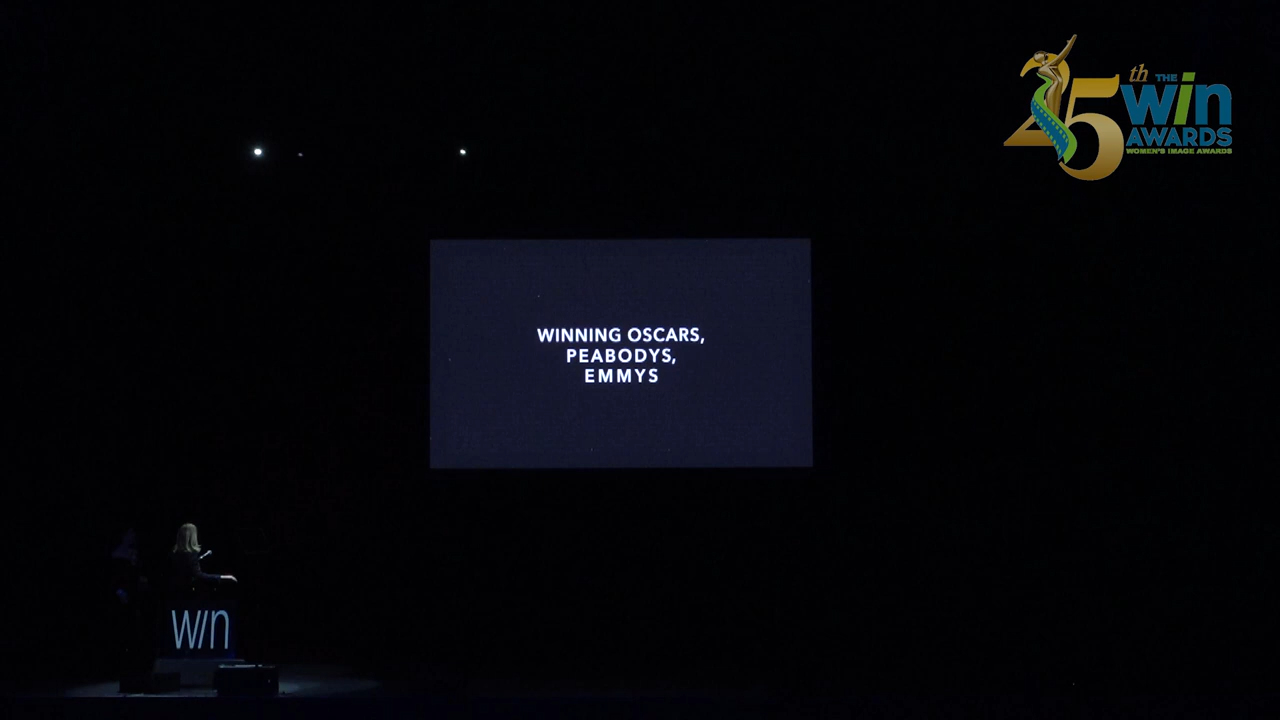 25th THE
win
AWARDS
WOMEN'S IMAGE AWARDS
WINNING OSCARS,
PEABODYS,
EMMYS
win